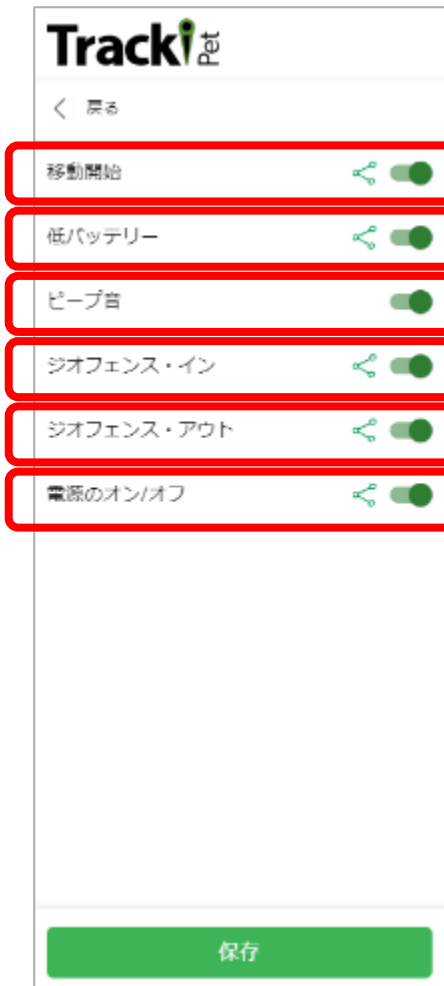 Tracki Pet
戻る
移動開始
低バッテリー
ビープ音
ジオフェンス・イン
ジオフェンス・アウト
電源のオン/オフ
保存